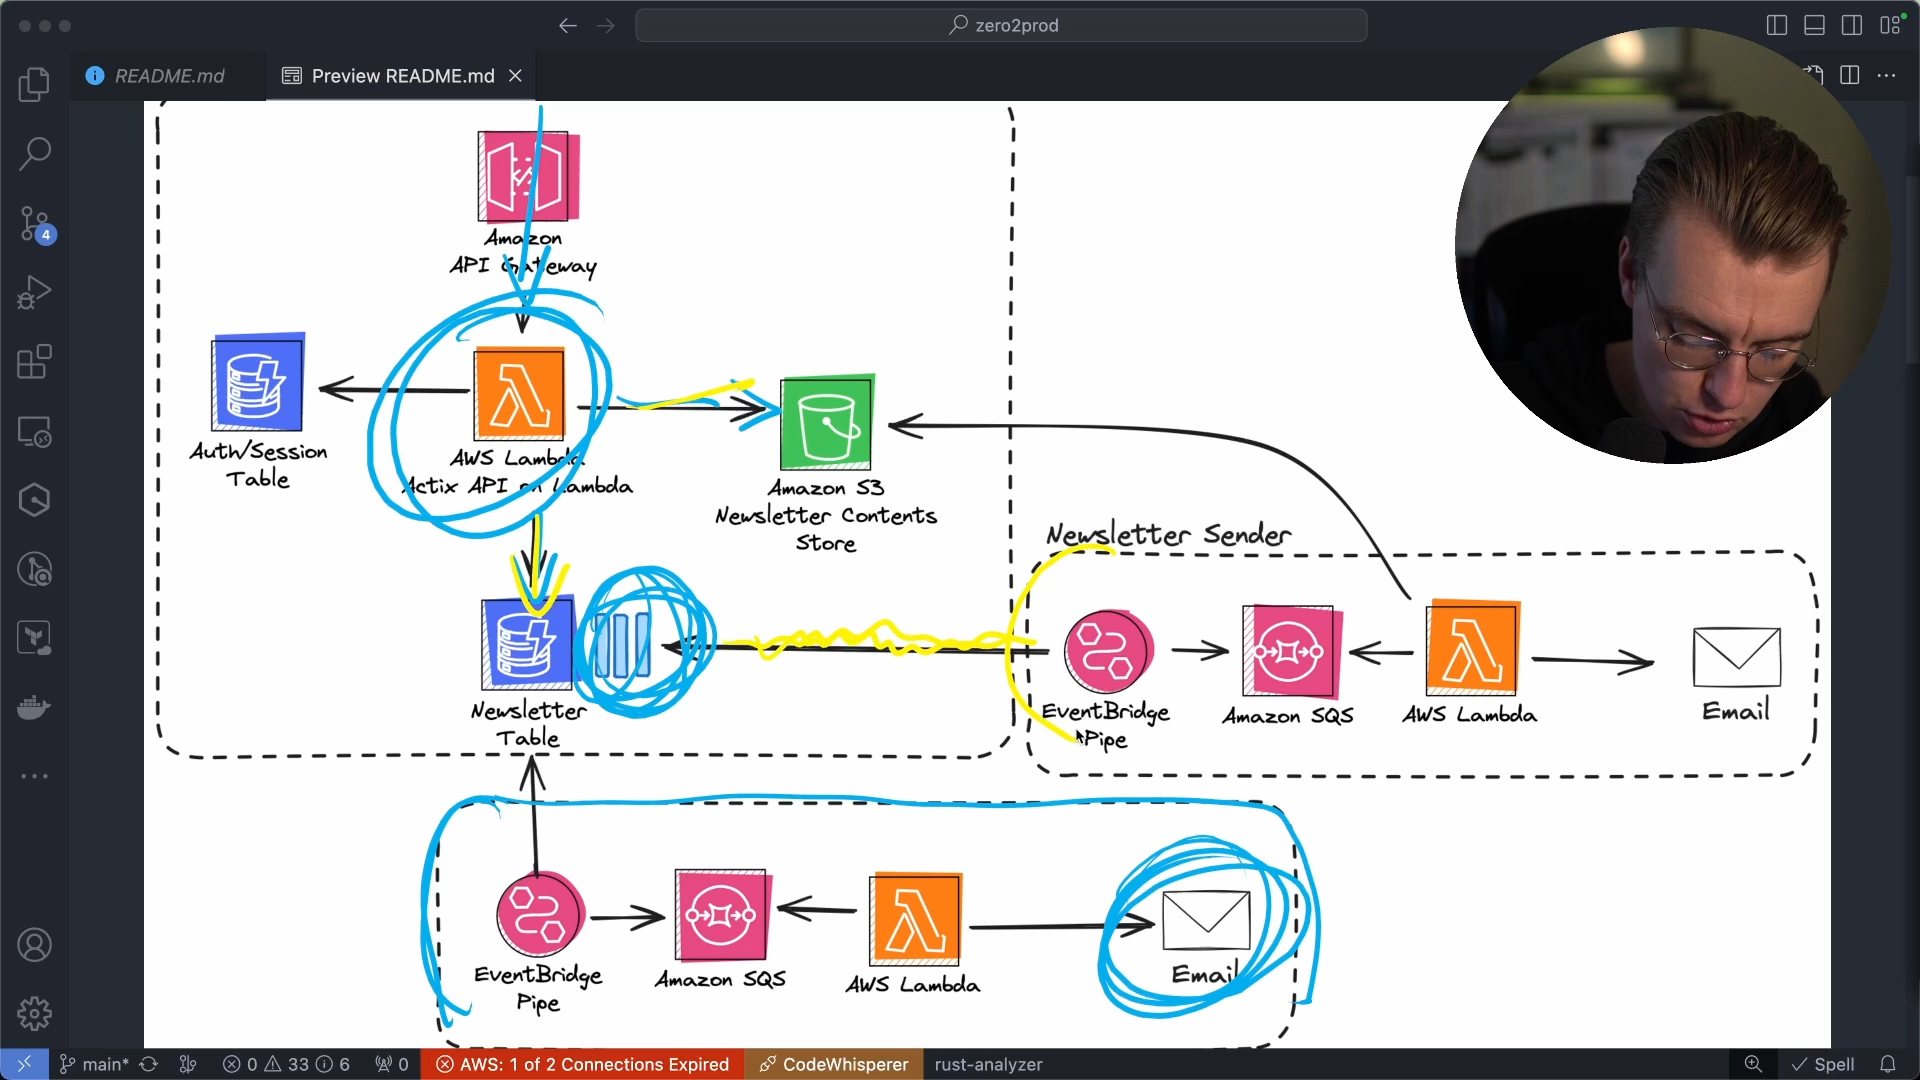 zero2prod
README.md
Preview README.md
Amazon
API Gateway
Auth/Session
Table
AWS Lambda
Actix API on Lambda
Amazon S3
Newsletter Contents
Store
Newsletter Sender
Newsletter
Table
EventBridge
Pipe
Amazon SQS
AWS Lambda
Email
EventBridge
Pipe
Amazon SQS
AWS Lambda
Email
4
main*
0
33
6
0
AWS: 1 of 2 Connections Expired
CodeWhisperer
rust-analyzer
Spell